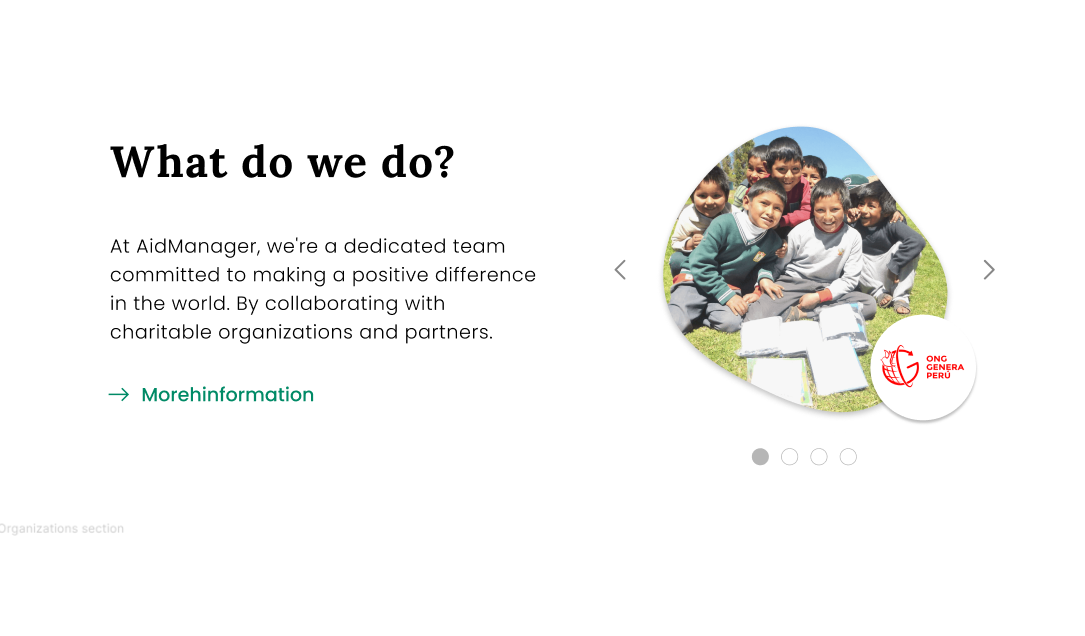 What do we do?
At AidManager, we're a dedicated team
committed to making a positive difference
in the world. By collaborating with
charitable organizations and partners.
Morehinformation
ONG
GENERA
PERÚ
Organizations section